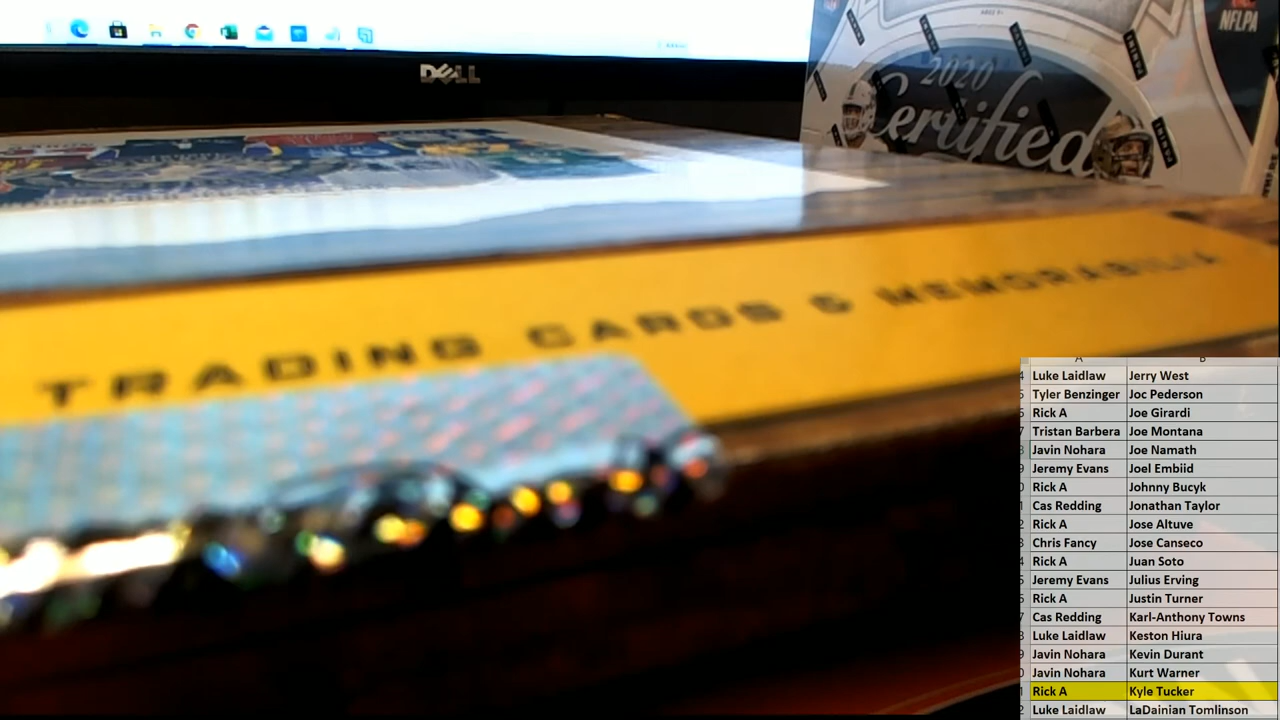 NFLPA
2020
Certified
DELL
TRADING CARDS & MEMORABILIA
A B
Luke Laidlaw Jerry West
Tyler Benzinger Joc Pederson
Rick A Joe Girardi
Tristan Barbera Joe Montana
Javin Nohara Joe Namath
Jeremy Evans Joel Embiid
Rick A Johnny Bucyk
Cas Redding Jonathan Taylor
Rick A Jose Altuve
Chris Fancy Jose Canseco
Rick A Juan Soto
Jeremy Evans Julius Erving
Rick A Justin Turner
Cas Redding Karl-Anthony Towns
Luke Laidlaw Keston Hiura
Javin Nohara Kevin Durant
Javin Nohara Kurt Warner
Rick A Kyle Tucker
Luke Laidlaw LaDainian Tomlinson